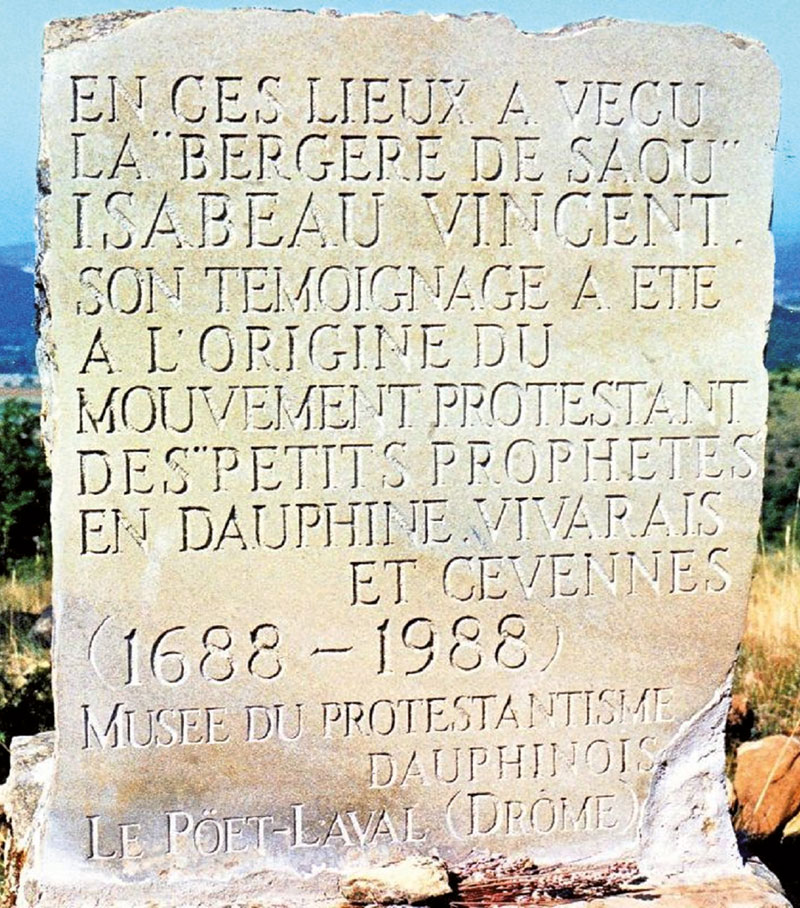 EN CES LIEUX A VECU
LA "BERGERE DE SAOU"
ISABEAU VINCENT.
SON TEMOIGNAGE A ETE
A L'ORIGINE DU
MOUVEMENT PROTESTANT
DES "PETITS PROPHETES
EN DAUPHINE. VIVARAIS
ET CEVENNES
(1688 - 1988)
MUSEE DU PROTESTANTISME
DAUPHINOIS
LE PÖET-LAVAL (DRÔME)